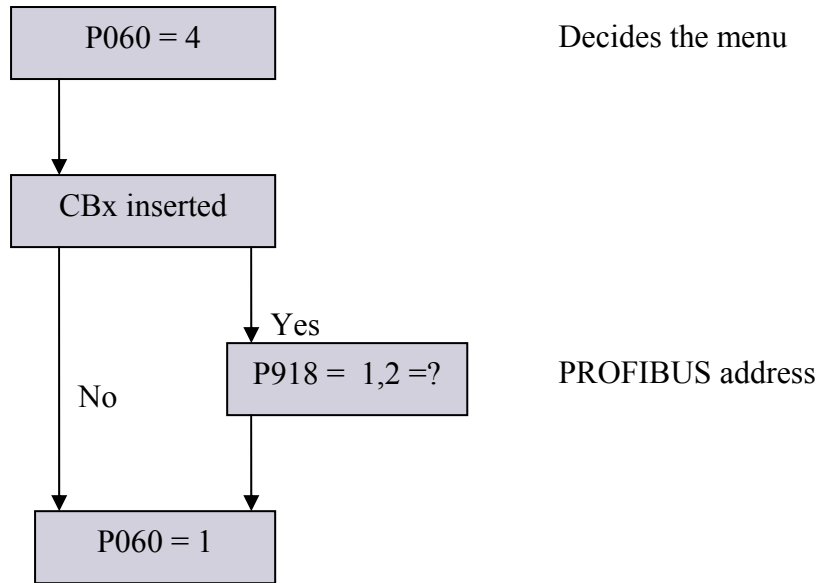 P060 = 4
Decides the menu
CBx inserted
Yes
P918 = 1,2 =?
PROFIBUS address
No
P060 = 1